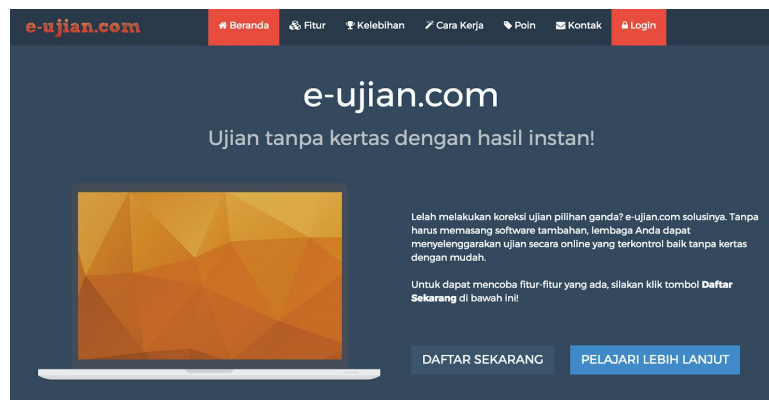 e-ujian.com
Beranda
Fitur
Kelebihan
Cara Kerja
Poin
Kontak
Login
e-ujian.com
Ujian tanpa kertas dengan hasil instan!
Lelah melakukan koreksi ujian pilihan ganda? e-ujian.com solusinya. Tanpa
harus memasang software tambahan, lembaga Anda dapat
menyelenggarakan ujian secara online yang terkontrol baik tanpa kertas
dengan mudah.
Untuk dapat mencoba fitur-fitur yang ada, silakan klik tombol Daftar
Sekarang di bawah ini!
DAFTAR SEKARANG
PELAJARI LEBIH LANJUT